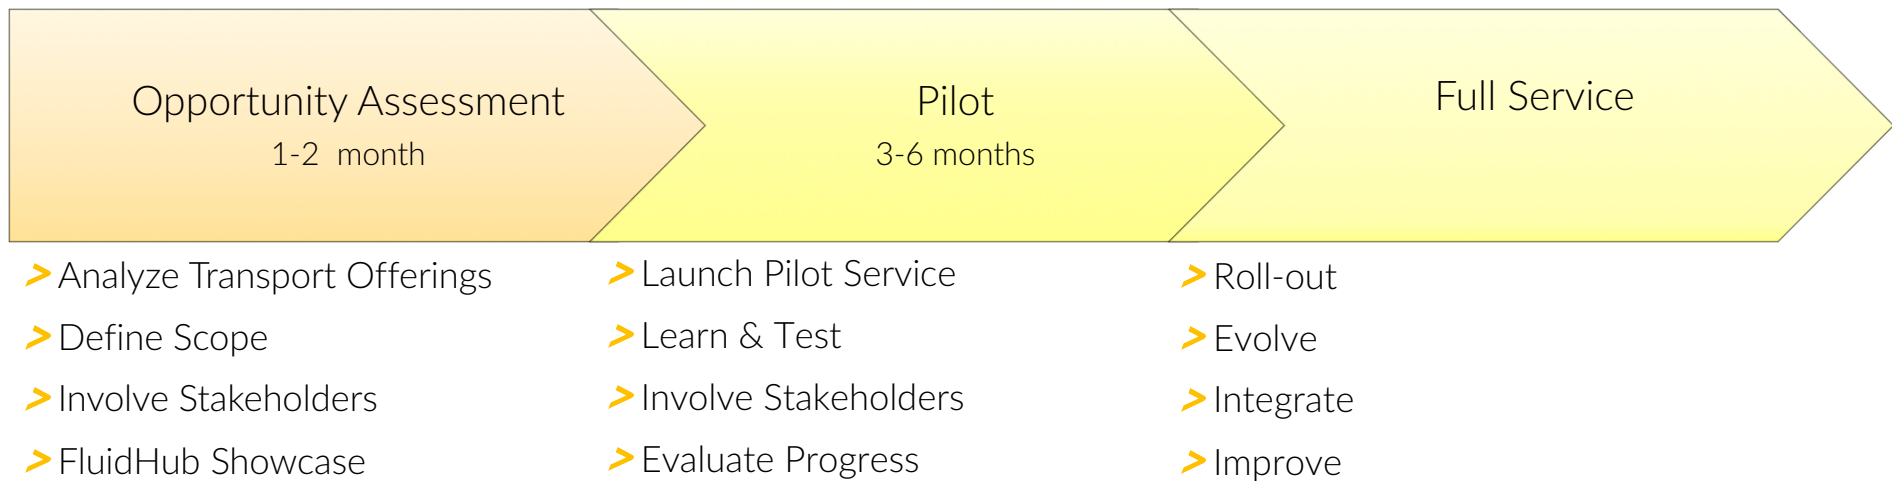 Opportunity Assessment
1-2 month
Pilot
3-6 months
Full Service
> Analyze Transport Offerings
> Define Scope
> Involve Stakeholders
> FluidHub Showcase
> Launch Pilot Service
> Learn & Test
> Involve Stakeholders
> Evaluate Progress
> Roll-out
> Evolve
> Integrate
> Improve